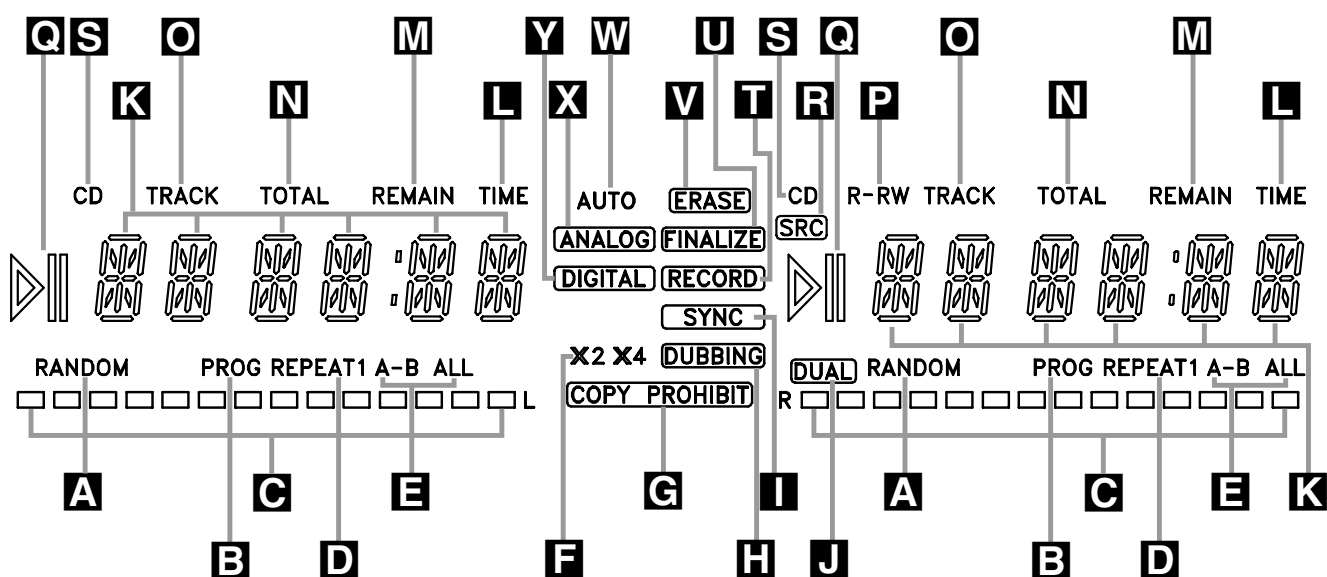 Q S O M Y W U S Q O M
K N L X V T R P N L
CD TRACK TOTAL REMAIN TIME AUTO ERASE CD R-RW TRACK TOTAL REMAIN TIME
ANALOG FINALIZE SRC
DIGITAL RECORD
SYNC
X2 X4 DUBBING
RANDOM PROG REPEAT1 A-B ALL DUAL RANDOM PROG REPEAT1 A-B ALL
COPY PROHIBIT
L R
A C E G I A C E K
B D F H J B D